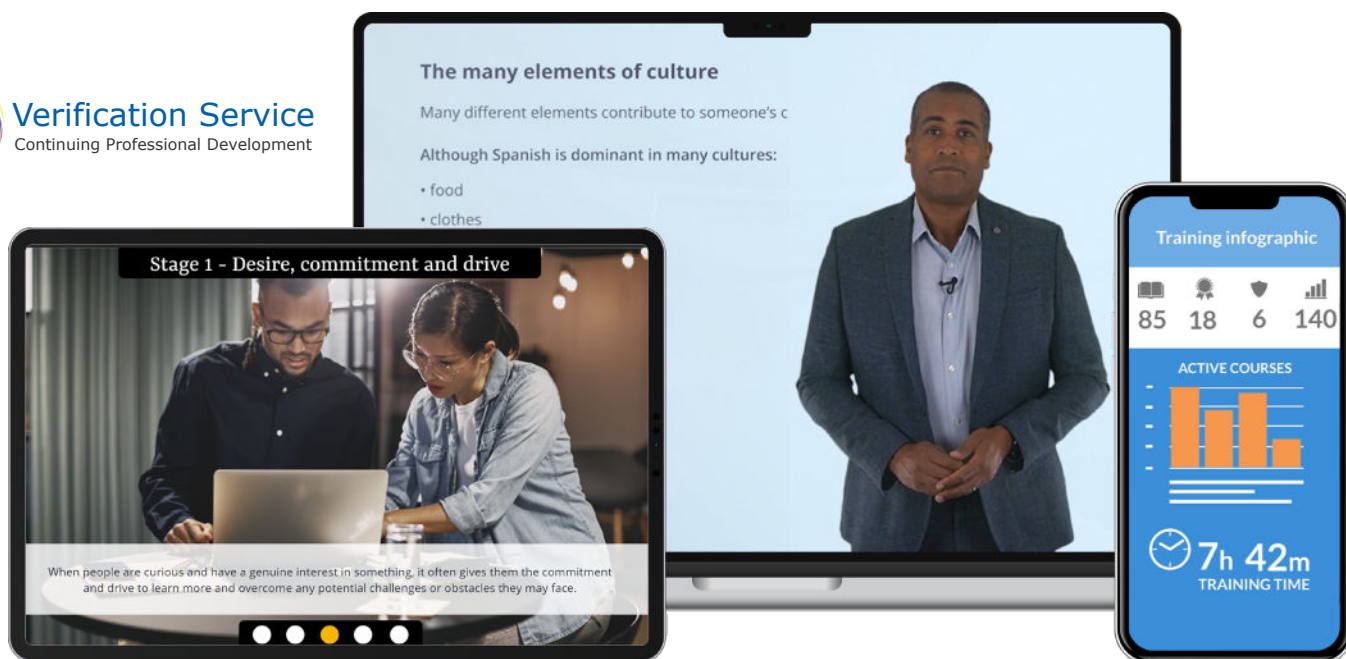 Verification Service
Continuing Professional Development
The many elements of culture
Many different elements contribute to someone's c
Although Spanish is dominant in many cultures:
• food
• clothes
Stage 1 - Desire, commitment and drive
When people are curious and have a genuine interest in something, it often gives them the commitment
and drive to learn more and overcome any potential challenges or obstacles they may face.
Training infographic
85 18 6 140
ACTIVE COURSES
7h 42m
TRAINING TIME